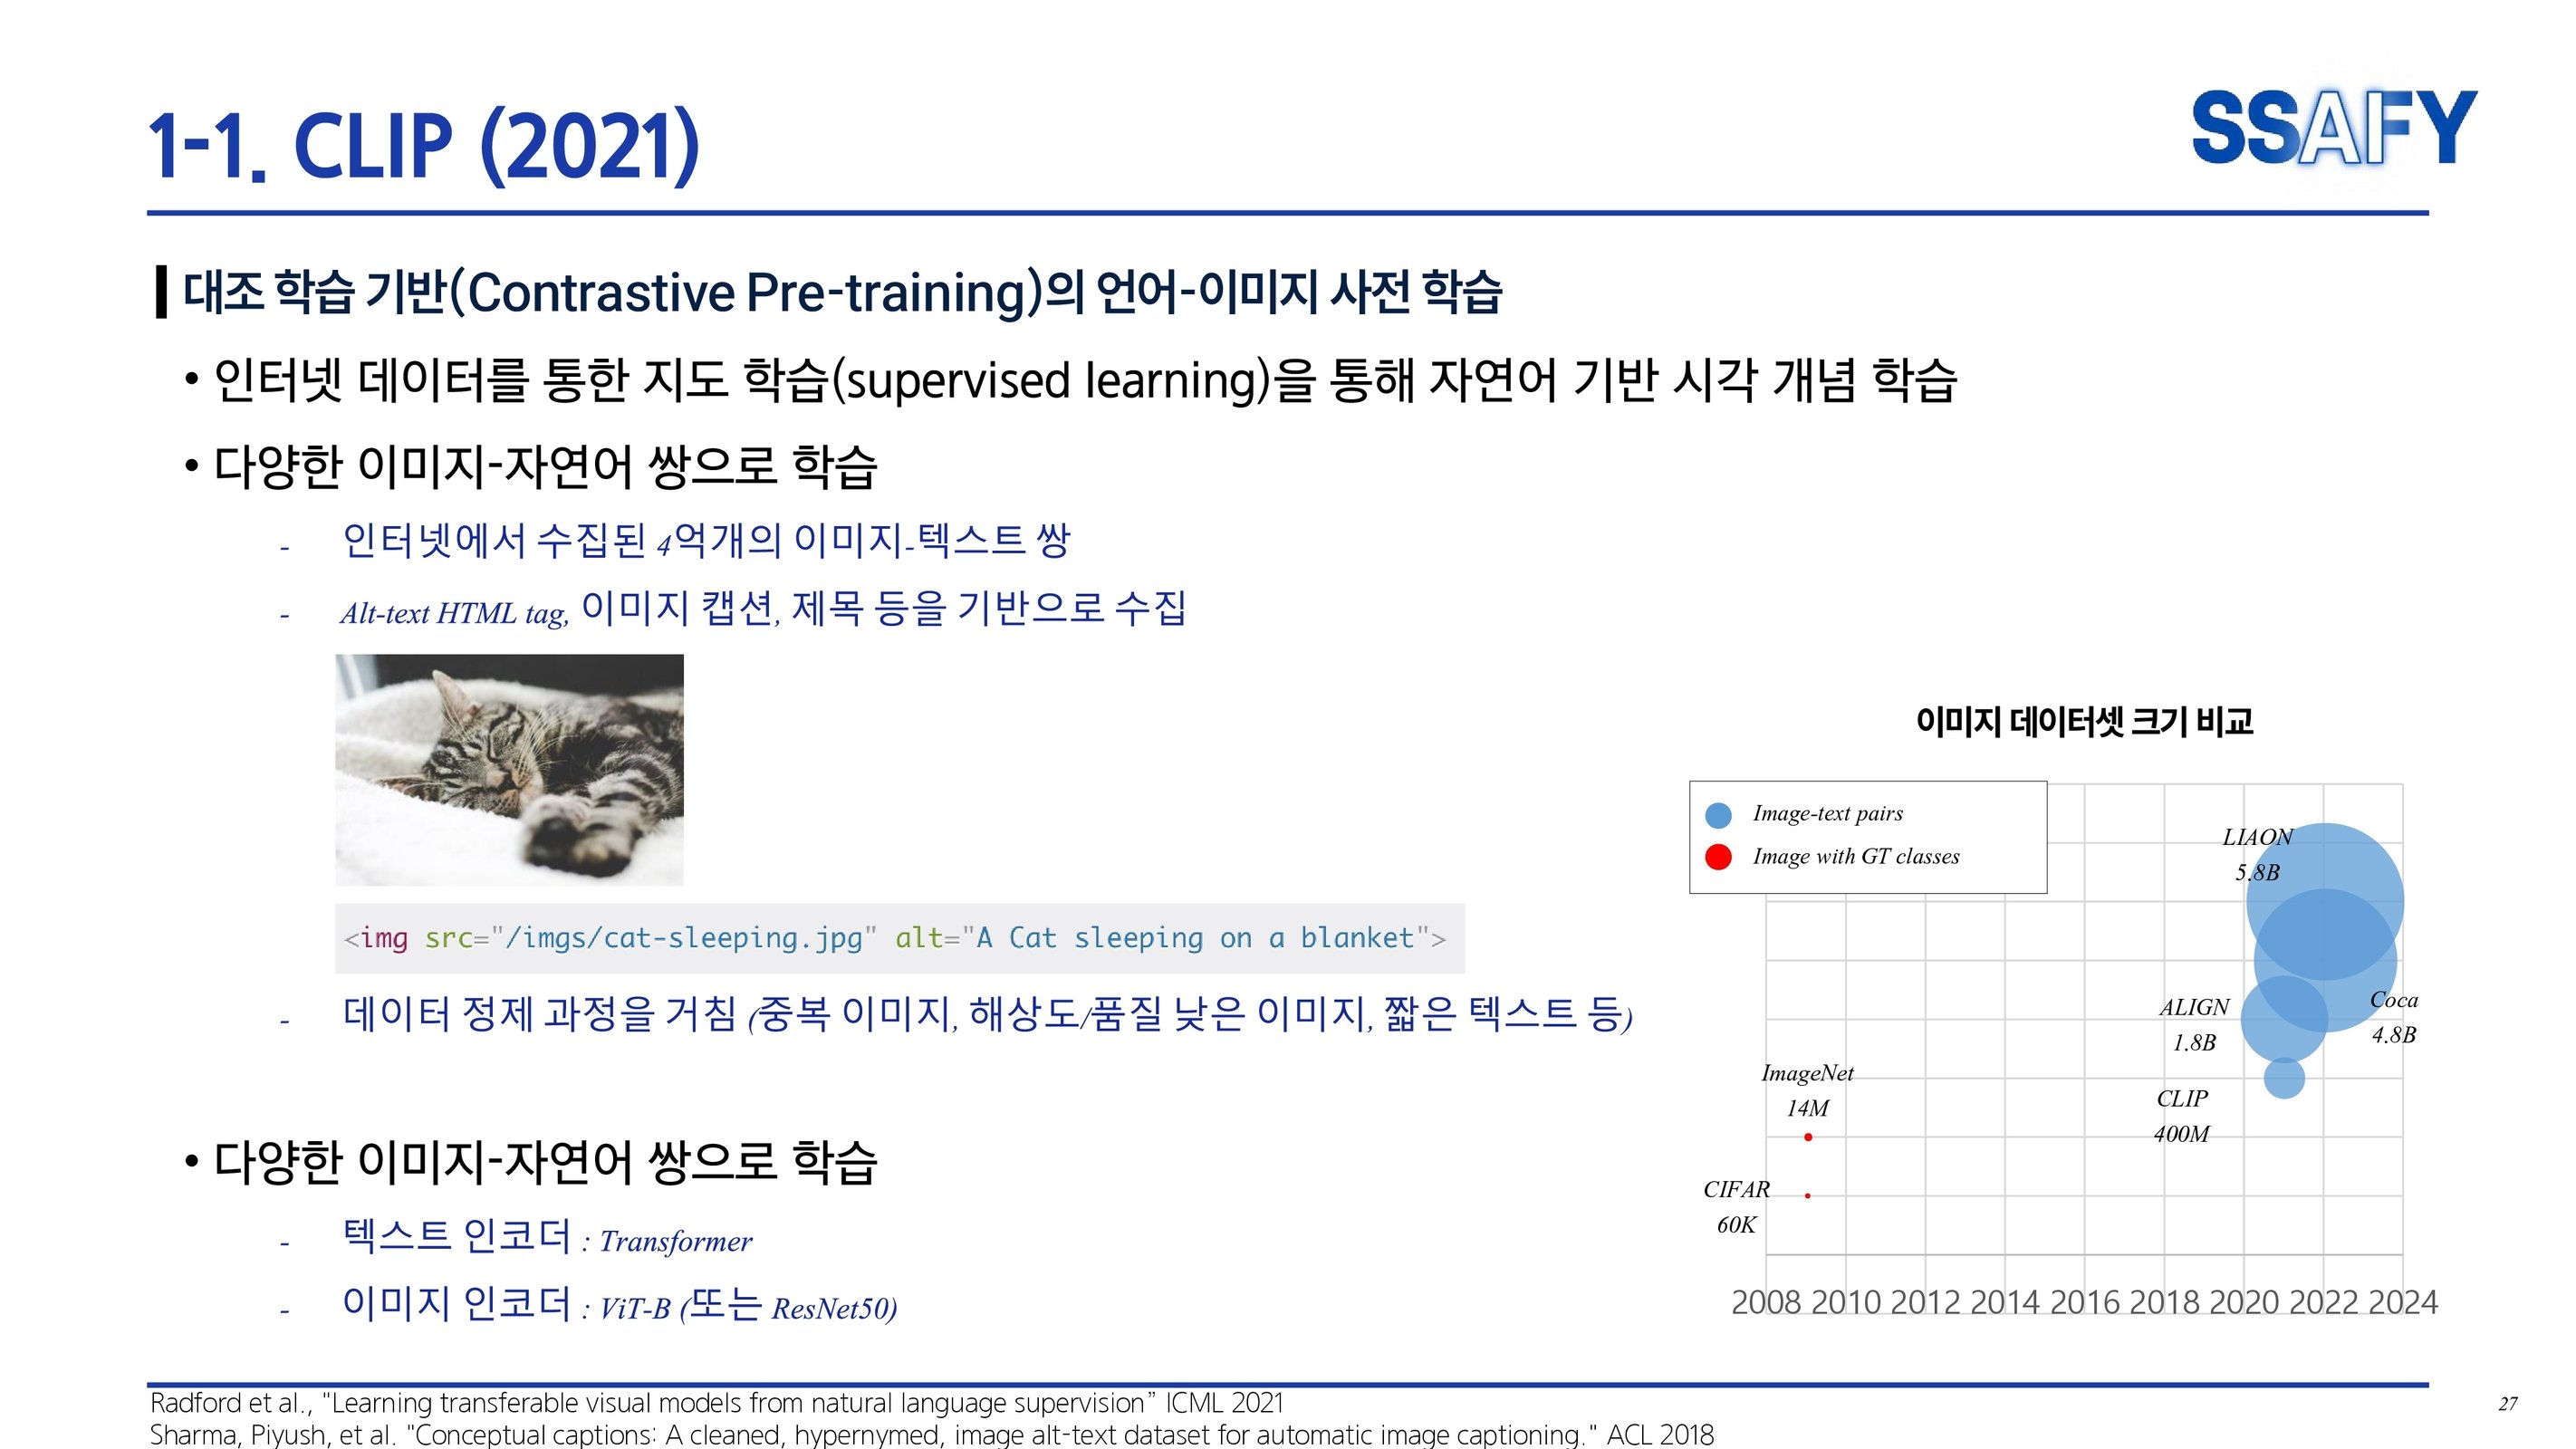 1-1. CLIP (2021)
SSAFY
대조 학습 기반(Contrastive Pre-training)의 언어-이미지 사전 학습
• 인터넷 데이터를 통한 지도 학습(supervised learning)을 통해 자연어 기반 시각 개념 학습
• 다양한 이미지-자연어 쌍으로 학습
- 인터넷에서 수집된 4억개의 이미지-텍스트 쌍
- Alt-text HTML tag, 이미지 캡션, 제목 등을 기반으로 수집
<img src="/imgs/cat-sleeping.jpg" alt="A Cat sleeping on a blanket">
- 데이터 정제 과정을 거침 (중복 이미지, 해상도/품질 낮은 이미지, 짧은 텍스트 등)
• 다양한 이미지-자연어 쌍으로 학습
- 텍스트 인코더 : Transformer
- 이미지 인코더 : ViT-B (또는 ResNet50)
이미지 데이터셋 크기 비교
Image-text pairs
Image with GT classes
LIAON
5.8B
Coca
4.8B
ALIGN
1.8B
CLIP
400M
ImageNet
14M
CIFAR
60K
2008 2010 2012 2014 2016 2018 2020 2022 2024
Radford et al., "Learning transferable visual models from natural language supervision” ICML 2021
Sharma, Piyush, et al. "Conceptual captions: A cleaned, hypernymed, image alt-text dataset for automatic image captioning." ACL 2018
27